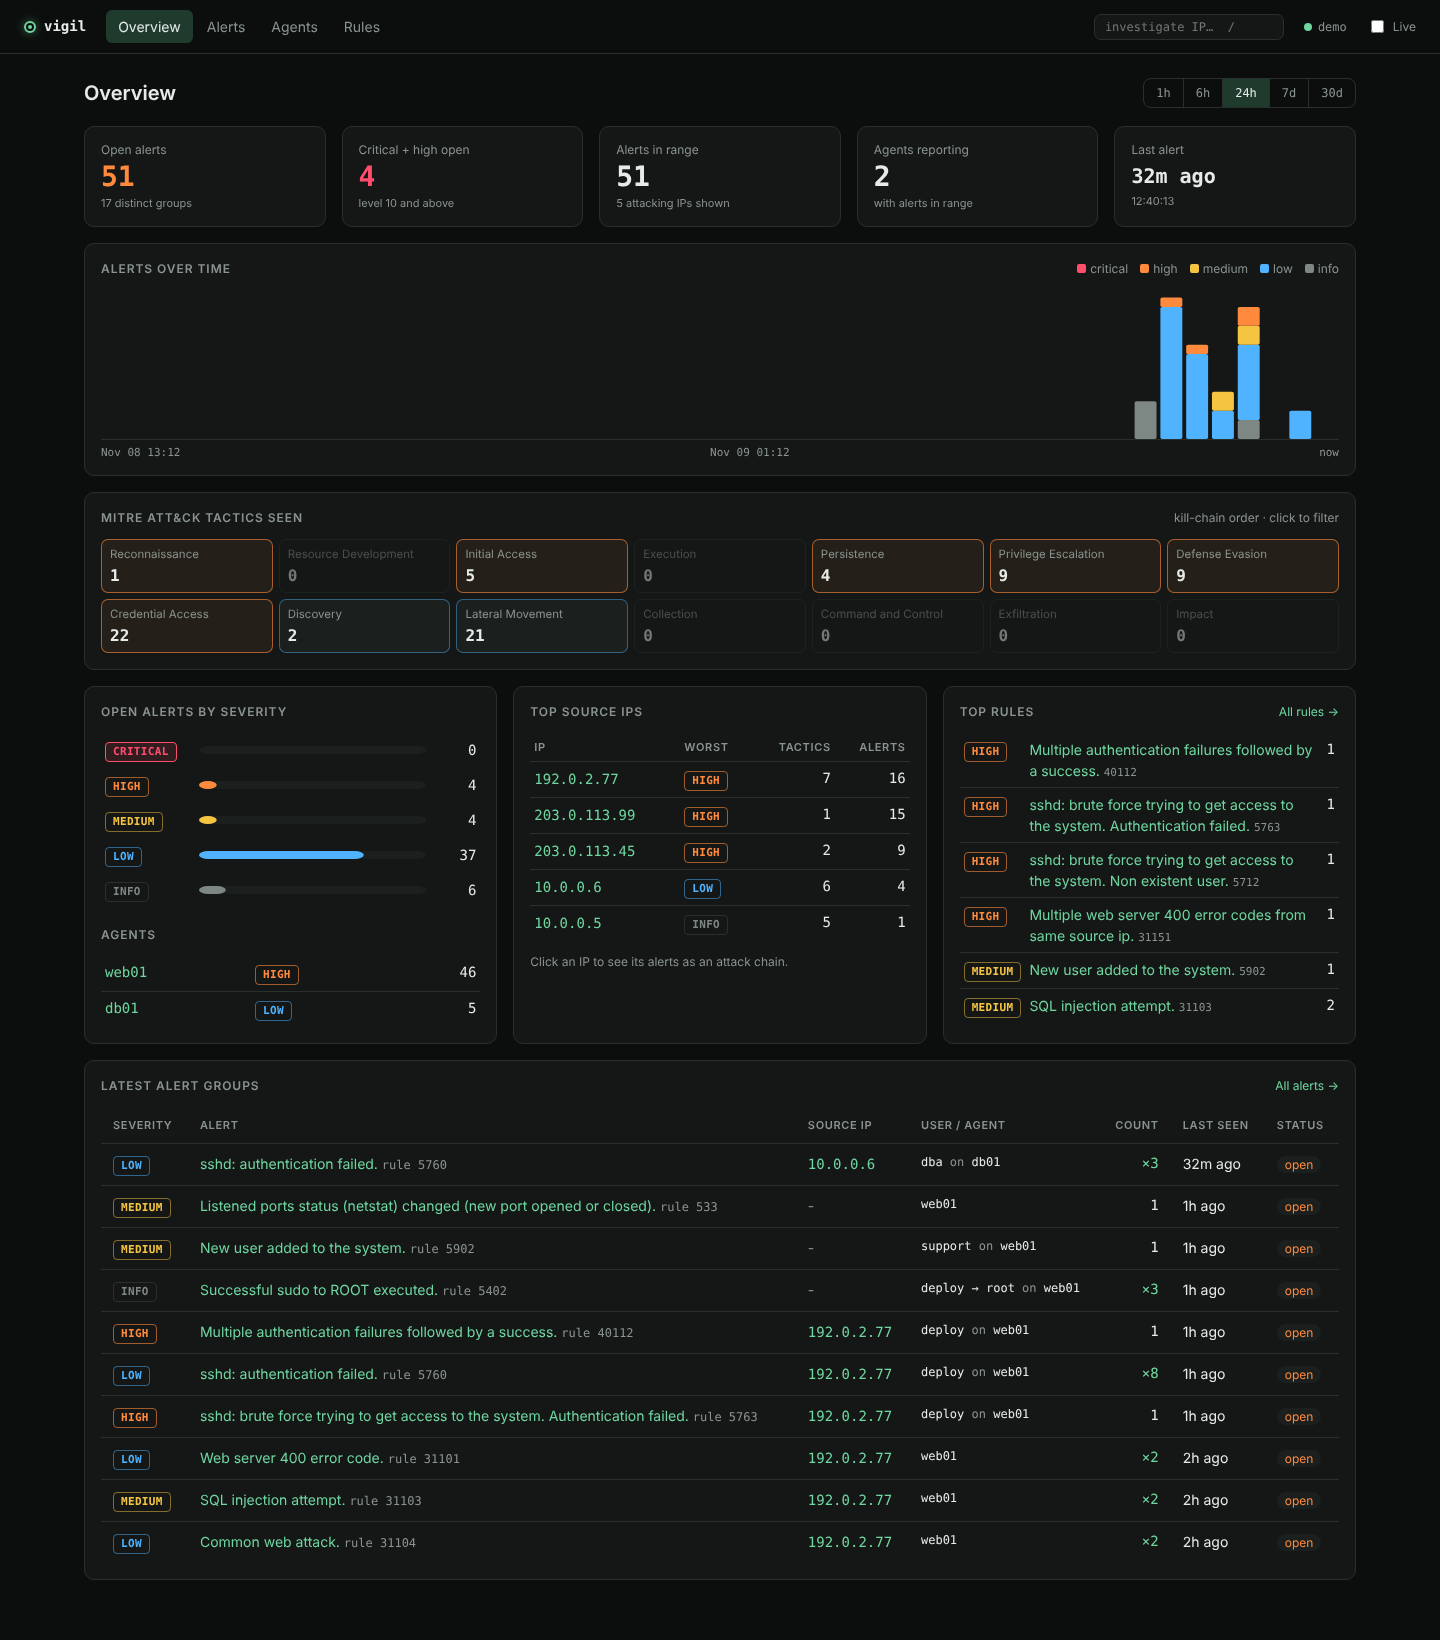 vigil Overview Alerts Agents Rules investigate IP… / demo Live
Overview 1h 6h 24h 7d 30d
Open alerts
51
17 distinct groups
Critical + high open
4
level 10 and above
Alerts in range
51
5 attacking IPs shown
Agents reporting
2
with alerts in range
Last alert
32m ago
12:40:13
ALERTS OVER TIME critical high medium low info
Nov 08 13:12 Nov 09 01:12 now
MITRE ATT&CK TACTICS SEEN kill-chain order · click to filter
Reconnaissance
1
Resource Development
0
Initial Access
5
Execution
0
Persistence
4
Privilege Escalation
9
Defense Evasion
9
Credential Access
22
Discovery
2
Lateral Movement
21
Collection
0
Command and Control
0
Exfiltration
0
Impact
0
OPEN ALERTS BY SEVERITY
CRITICAL 0
HIGH 4
MEDIUM 4
LOW 37
INFO 6
AGENTS
web01 HIGH 46
db01 LOW 5
TOP SOURCE IPS
IP WORST TACTICS ALERTS
192.0.2.77 HIGH 7 16
203.0.113.99 HIGH 1 15
203.0.113.45 HIGH 2 9
10.0.0.6 LOW 6 4
10.0.0.5 INFO 5 1
Click an IP to see its alerts as an attack chain.
TOP RULES All rules →
HIGH Multiple authentication failures followed by 1
a success. 40112
HIGH sshd: brute force trying to get access to 1
the system. Authentication failed. 5763
HIGH sshd: brute force trying to get access to 1
the system. Non existent user. 5712
HIGH Multiple web server 400 error codes from 1
same source ip. 31151
MEDIUM New user added to the system. 5902 1
MEDIUM SQL injection attempt. 31103 2
LATEST ALERT GROUPS All alerts →
SEVERITY ALERT SOURCE IP USER / AGENT COUNT LAST SEEN STATUS
LOW sshd: authentication failed. rule 5760 10.0.0.6 dba on db01 ×3 32m ago open
MEDIUM Listened ports status (netstat) changed (new port opened or closed). rule 533 - web01 1 1h ago open
MEDIUM New user added to the system. rule 5902 - support on web01 1 1h ago open
INFO Successful sudo to ROOT executed. rule 5402 - deploy → root on web01 ×3 1h ago open
HIGH Multiple authentication failures followed by a success. rule 40112 192.0.2.77 deploy on web01 1 1h ago open
LOW sshd: authentication failed. rule 5760 192.0.2.77 deploy on web01 ×8 1h ago open
HIGH sshd: brute force trying to get access to the system. Authentication failed. rule 5763 192.0.2.77 deploy on web01 1 1h ago open
LOW Web server 400 error code. rule 31101 192.0.2.77 web01 ×2 2h ago open
MEDIUM SQL injection attempt. rule 31103 192.0.2.77 web01 ×2 2h ago open
LOW Common web attack. rule 31104 192.0.2.77 web01 ×2 2h ago open